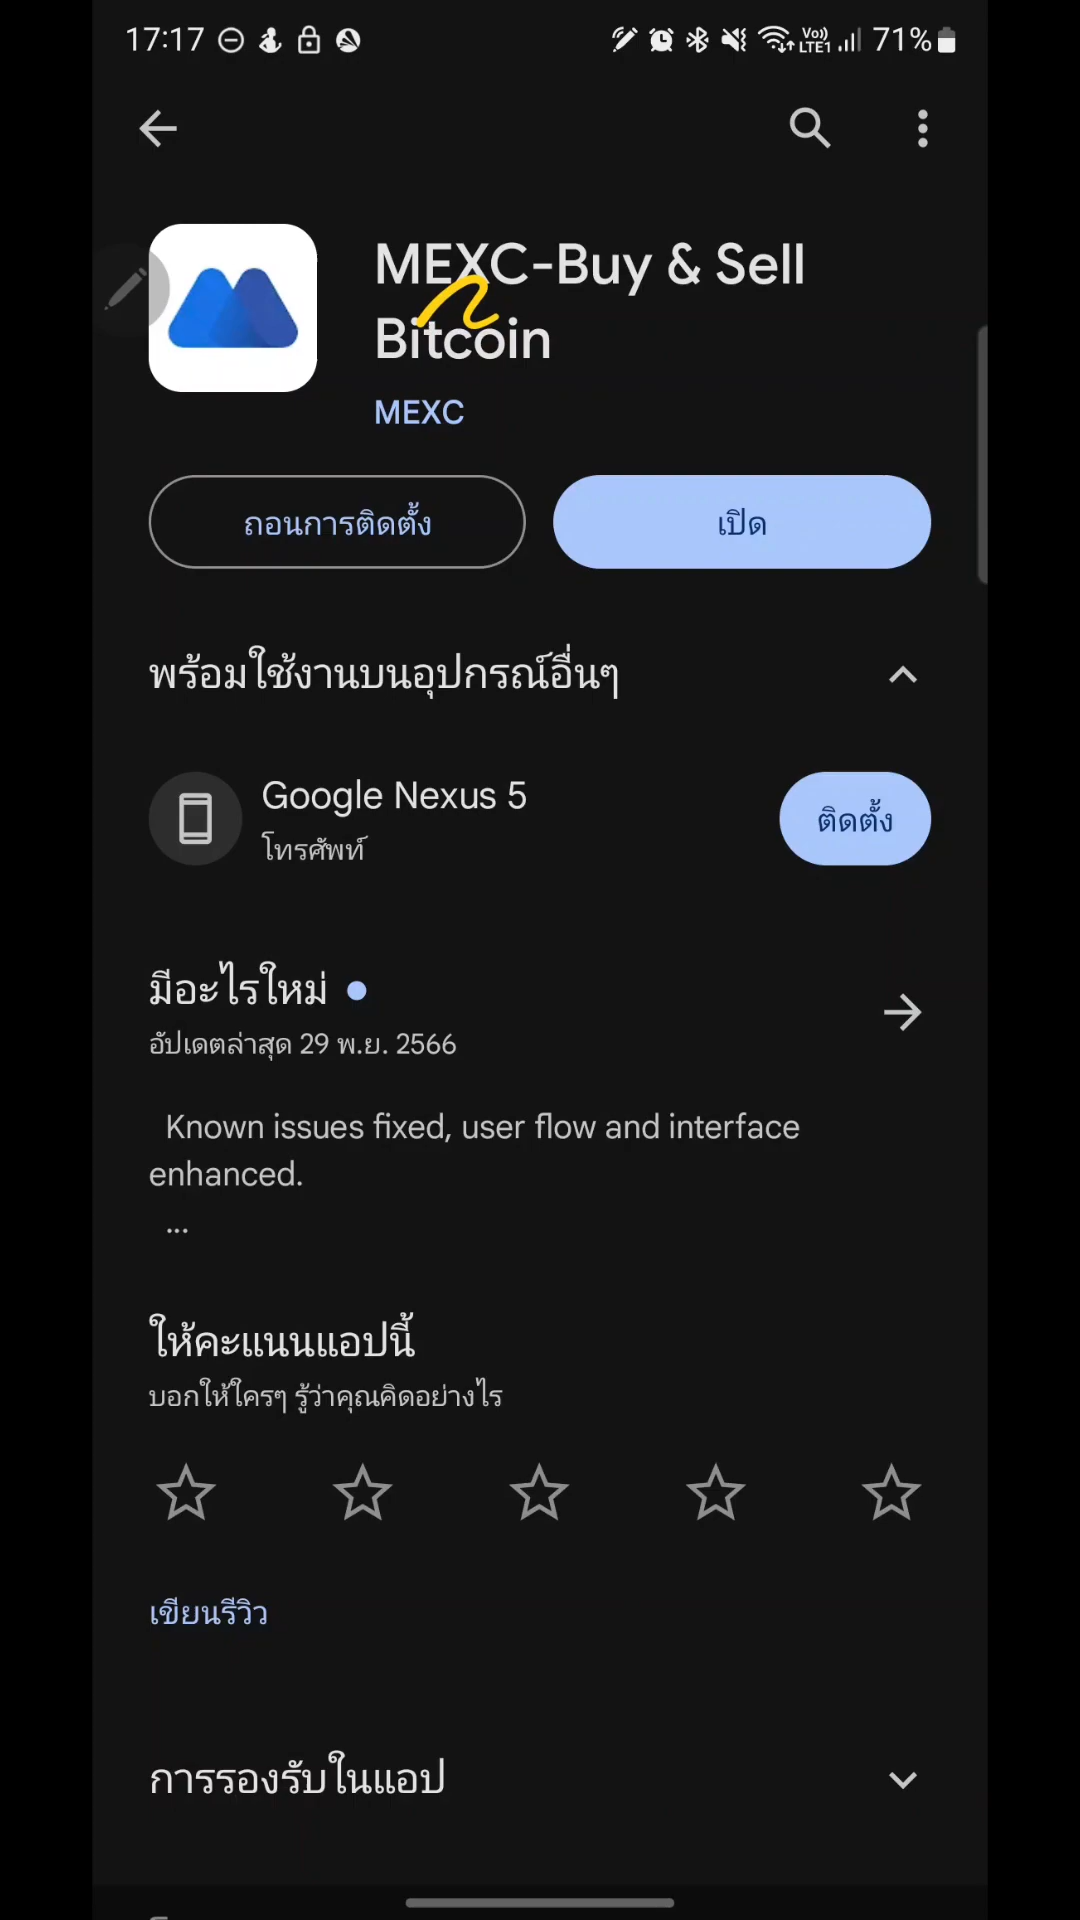 17:17 Vo)) LTE1 71%
MEXC-Buy & Sell
Bitcoin
MEXC
ถอนการติดตั้ง เปิด
พร้อมใช้งานบนอุปกรณ์อื่นๆ
Google Nexus 5
โทรศัพท์
ติดตั้ง
มีอะไรใหม่
อัปเดตล่าสุด 29 พ.ย. 2566
Known issues fixed, user flow and interface
enhanced.
...
ให้คะแนนแอปนี้
บอกให้ใครๆ รู้ว่าคุณคิดอย่างไร
เขียนรีวิว
การรองรับในแอป